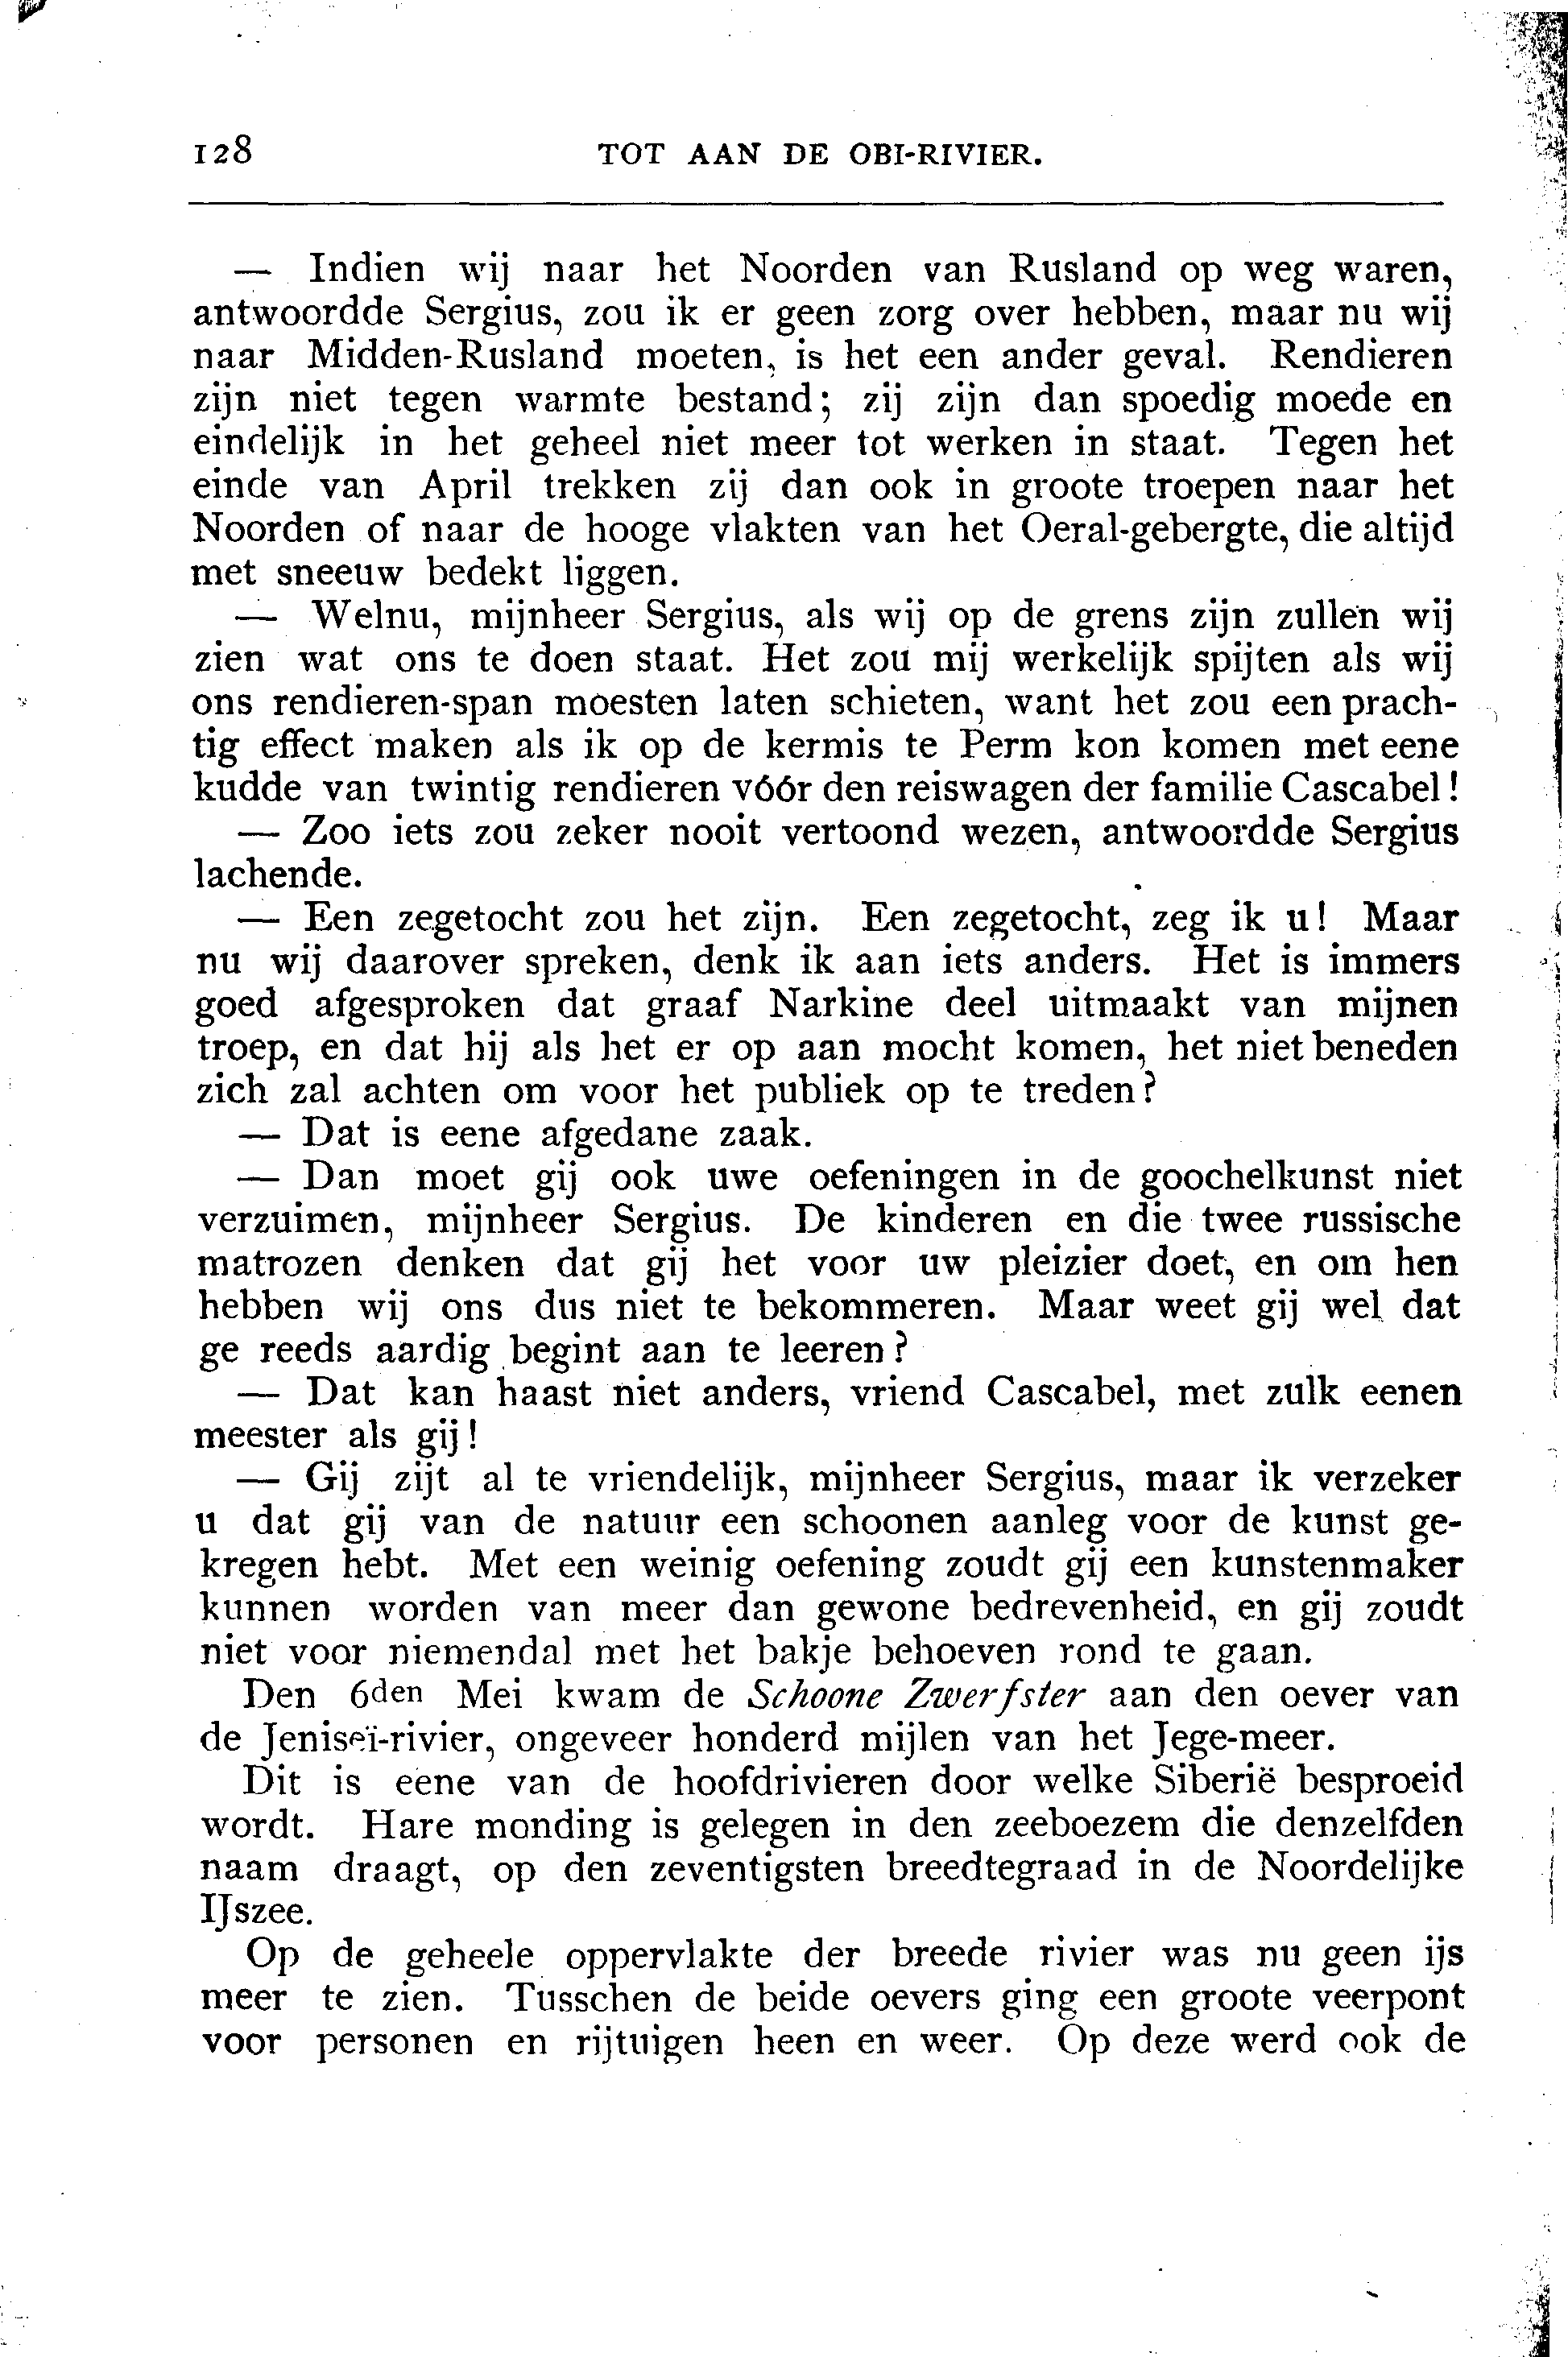 128 TOT AAN DE OBI-RIVIER.
— Indien wij naar het Noorden van Rusland op weg waren,
antwoordde Sergius, zou ik er geen zorg over hebben, maar nu wij
naar Midden-Rusland moeten, is het een ander geval. Rendieren
zijn niet tegen warmte bestand; zij zijn dan spoedig moede en
eindelijk in het geheel niet meer tot werken in staat. Tegen het
einde van April trekken zij dan ook in groote troepen naar het
Noorden of naar de hooge vlakten van het Oeral-gebergte, die altijd
met sneeuw bedekt liggen.
— Welnu, mijnheer Sergius, als wij op de grens zijn zullen wij
zien wat ons te doen staat. Het zou mij werkelijk spijten als wij
ons rendieren-span moesten laten schieten, want het zou een prach-
tig effect maken als ik op de kermis te Perm kon komen met eene
kudde van twintig rendieren vóór den reiswagen der familie Cascabel!
— Zoo iets zou zeker nooit vertoond wezen, antwoordde Sergius
lachende.
— Een zegetocht zou het zijn. Een zegetocht, zeg ik u! Maar
nu wij daarover spreken, denk ik aan iets anders. Het is immers
goed afgesproken dat graaf Narkine deel uitmaakt van mijnen
troep, en dat hij als het er op aan mocht komen, het niet beneden
zich zal achten om voor het publiek op te treden?
— Dat is eene afgedane zaak.
— Dan moet gij ook uwe oefeningen in de goochelkunst niet
verzuimen, mijnheer Sergius. De kinderen en die twee russische
matrozen denken dat gij het voor uw pleizier doet, en om hen
hebben wij ons dus niet te bekommeren. Maar weet gij wel dat
ge reeds aardig begint aan te leeren?
— Dat kan haast niet anders, vriend Cascabel, met zulk eenen
meester als gij!
— Gij zijt al te vriendelijk, mijnheer Sergius, maar ik verzeker
u dat gij van de natuur een schoonen aanleg voor de kunst ge-
kregen hebt. Met een weinig oefening zoudt gij een kunstenmaker
kunnen worden van meer dan gewone bedrevenheid, en gij zoudt
niet voor niemendal met het bakje behoeven rond te gaan.
Den 6den Mei kwam de Schoone Zwerfster aan den oever van
de Jeniseï-rivier, ongeveer honderd mijlen van het Jege-meer.
Dit is eene van de hoofdrivieren door welke Siberië besproeid
wordt. Hare monding is gelegen in den zeeboezem die denzelfden
naam draagt, op den zeventigsten breedtegraad in de Noordelijke
IJszee.
Op de geheele oppervlakte der breede rivier was nu geen ijs
meer te zien. Tusschen de beide oevers ging een groote veerpont
voor personen en rijtuigen heen en weer. Op deze werd ook de